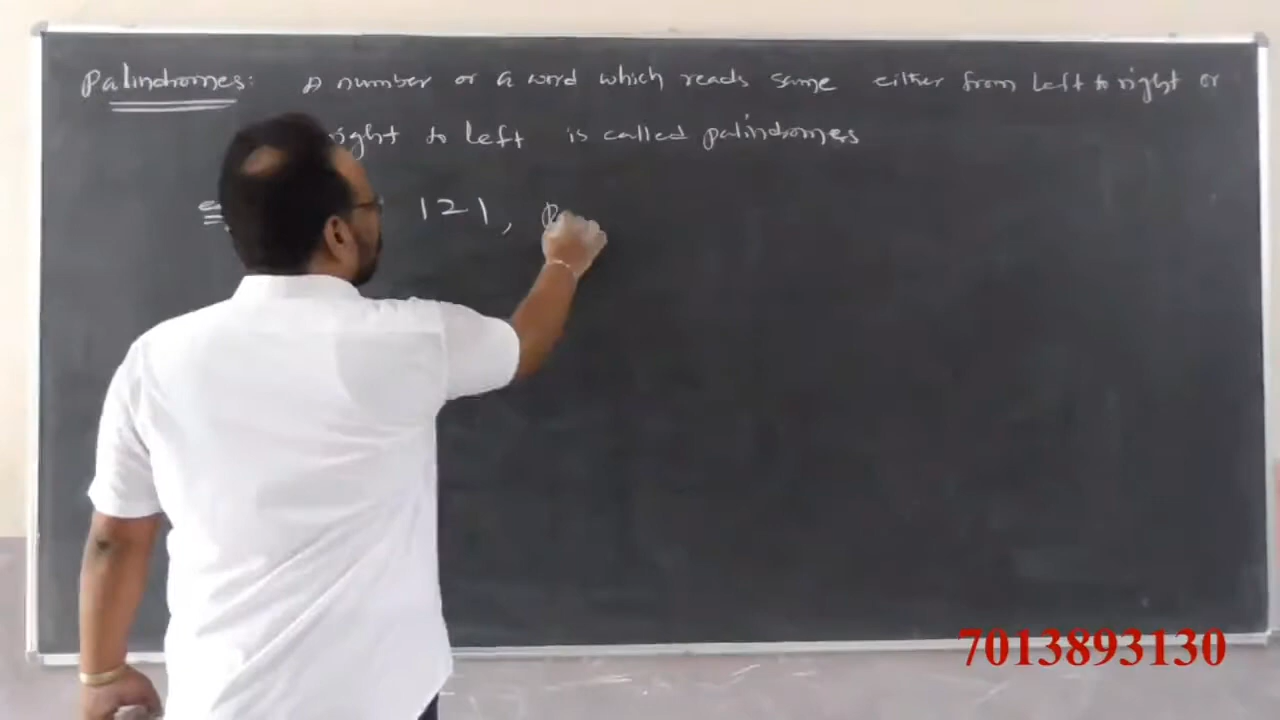 Palindromes: A number or a word which reads same either from left to right or
right to left is called palindromes
121,
7013893130